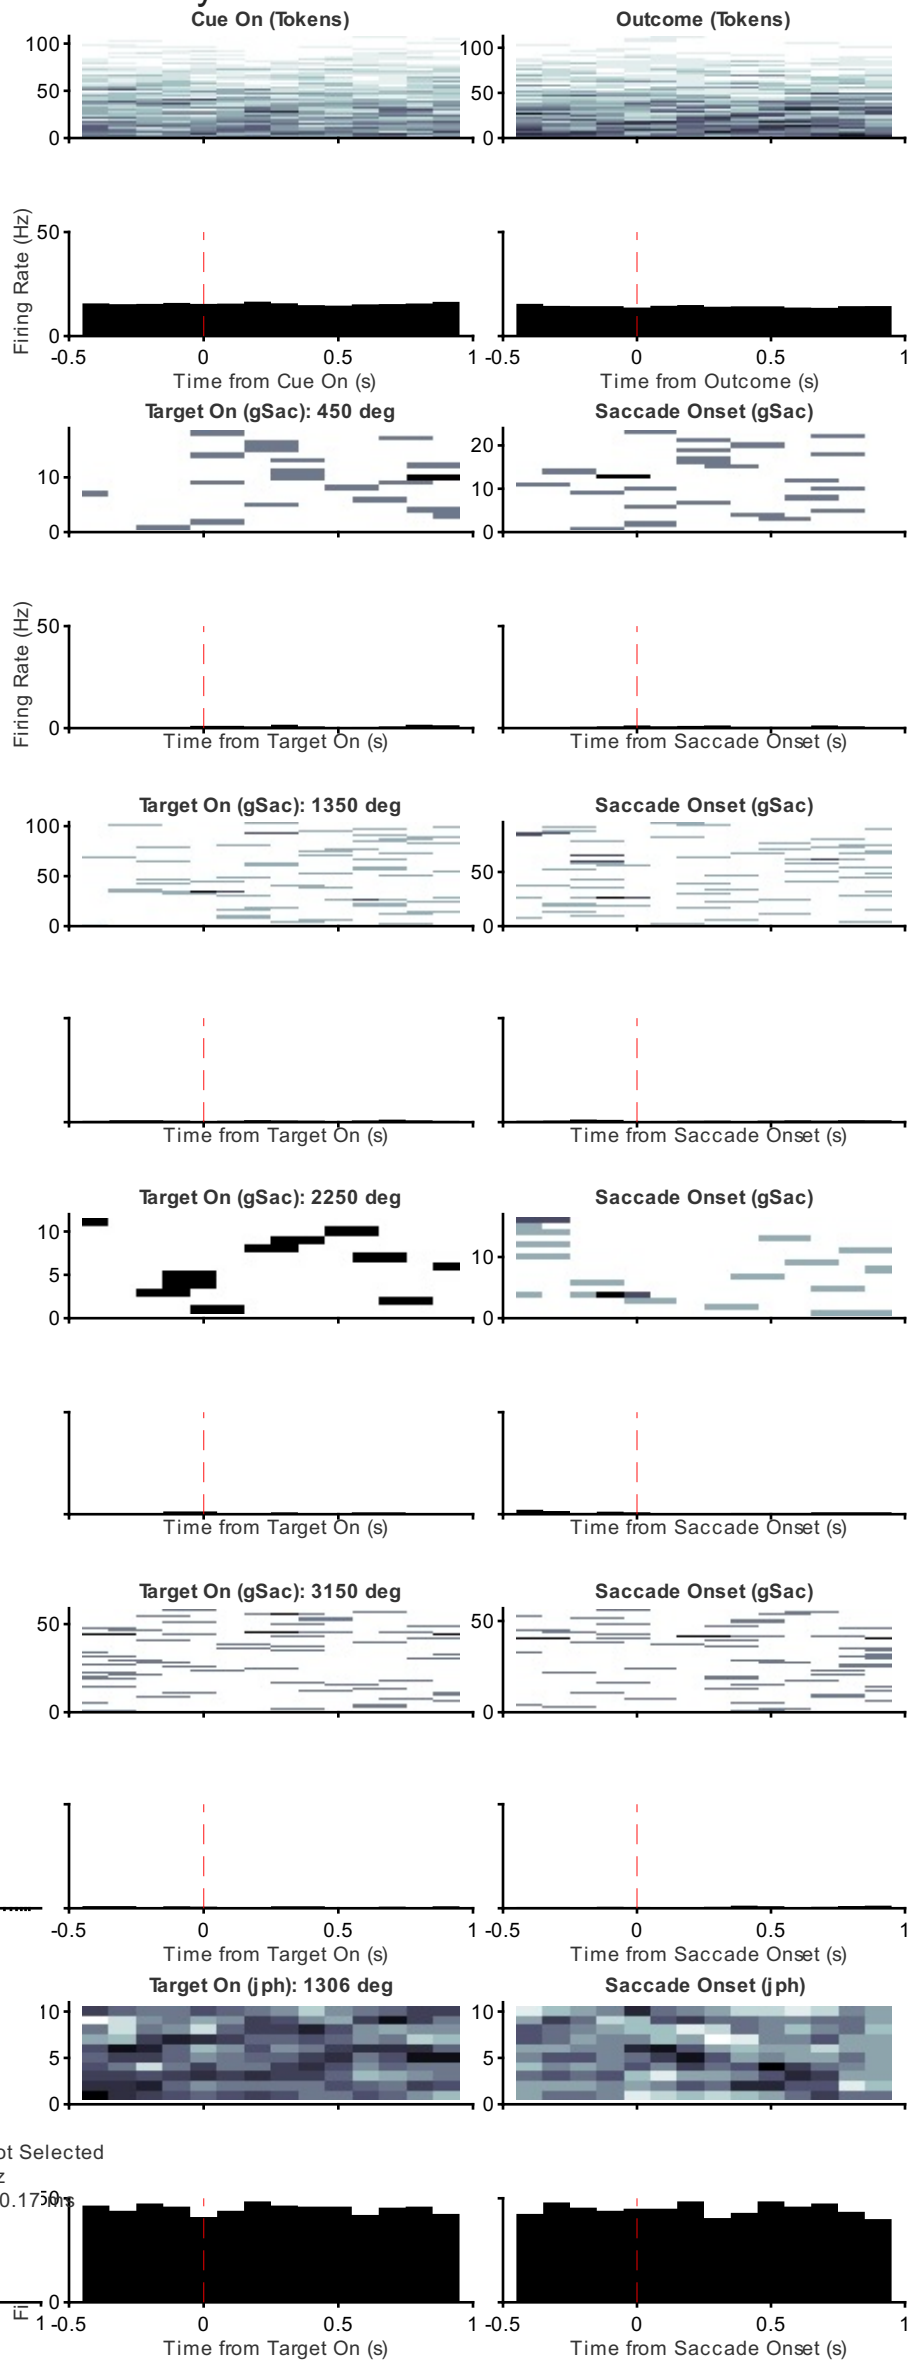 y
Cue On (Tokens) Outcome (Tokens)
100 100
50 50
0 0
Firing Rate (Hz)
50
0
-0.5 0 0.5 1 -0.5 0 0.5 1
Time from Cue On (s) Time from Outcome (s)
Target On (gSac): 450 deg Saccade Onset (gSac)
20
10 10
0 0
Firing Rate (Hz)
50
0
Time from Target On (s) Time from Saccade Onset (s)
Target On (gSac): 1350 deg Saccade Onset (gSac)
100
50 50
0 0
Time from Target On (s) Time from Saccade Onset (s)
Target On (gSac): 2250 deg Saccade Onset (gSac)
10 10
5
0 0
Time from Target On (s) Time from Saccade Onset (s)
Target On (gSac): 3150 deg Saccade Onset (gSac)
50 50
0 0
-0.5 0 0.5 1 -0.5 0 0.5 1
Time from Target On (s) Time from Saccade Onset (s)
Target On (jph): 1306 deg Saccade Onset (jph)
10 10
5 5
0 0
ot Selected
z
0.17 ms
50
0
Fi
1 -0.5 0 0.5 1 -0.5 0 0.5 1
Time from Target On (s) Time from Saccade Onset (s)